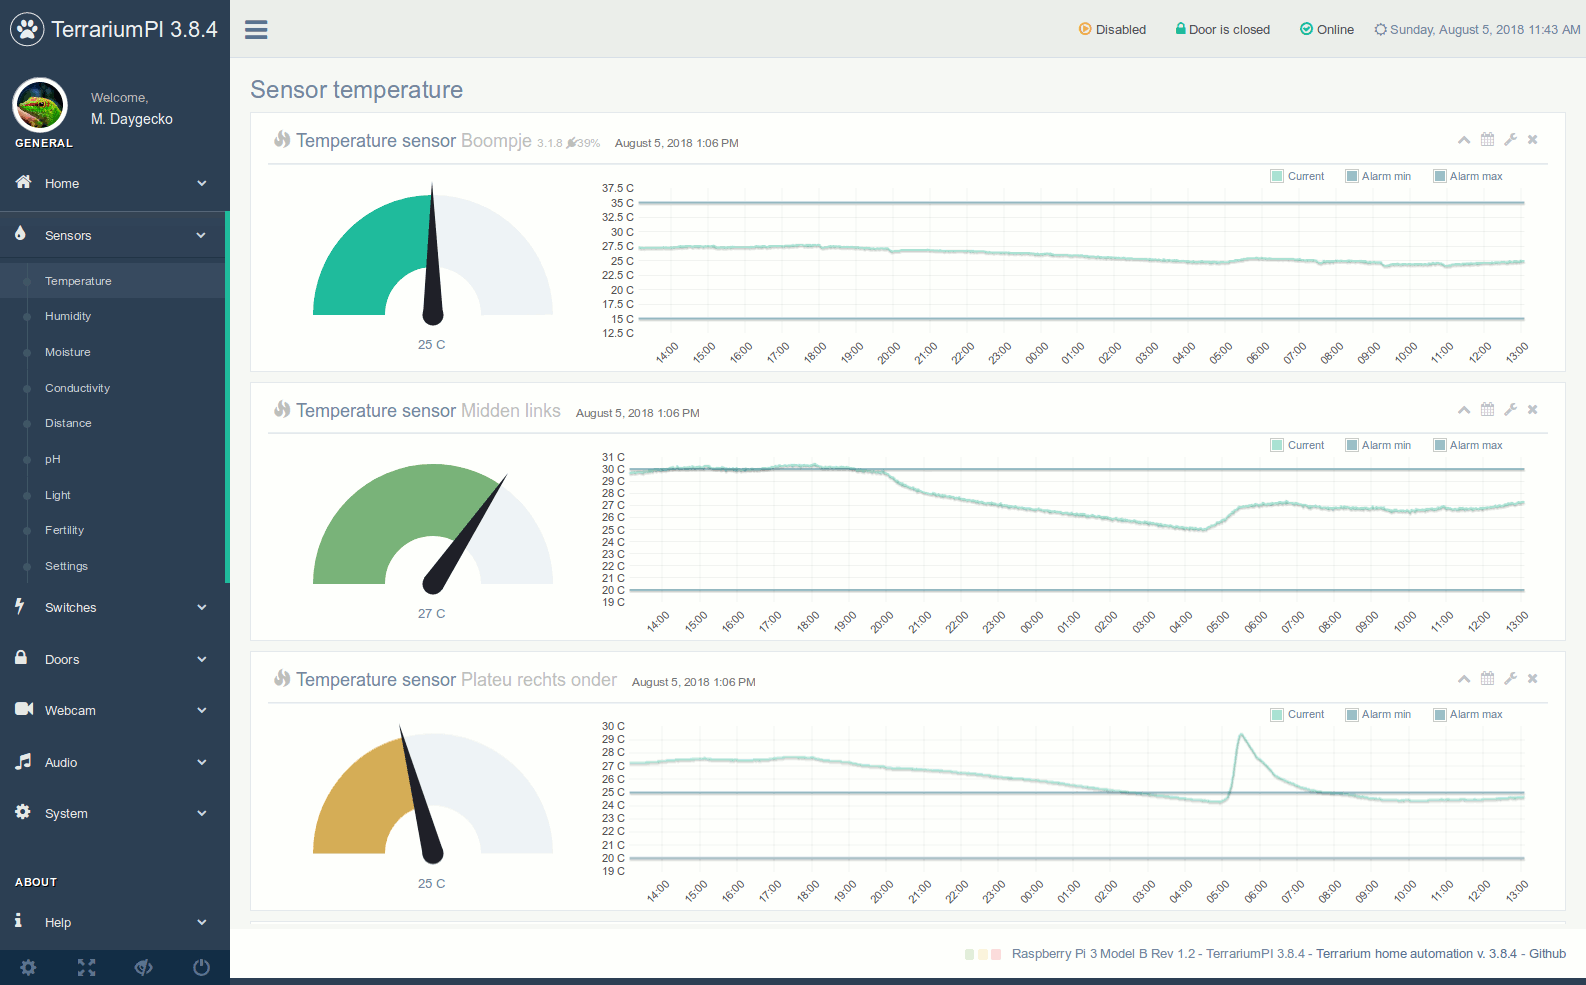 TerrariumPI 3.8.4
Disabled
Door is closed
Online
Sunday, August 5, 2018 11:43 AM
Welcome,
M. Daygecko
GENERAL
Home
Sensors
Temperature
Humidity
Moisture
Conductivity
Distance
pH
Light
Fertility
Settings
Switches
Doors
Webcam
Audio
System
ABOUT
Help
Sensor temperature
Temperature sensor Boompje 3.1.8 39% August 5, 2018 1:06 PM
Current Alarm min Alarm max
37.5 C
35 C
32.5 C
30 C
27.5 C
25 C
22.5 C
20 C
17.5 C
15 C
12.5 C
14:00 15:00 16:00 17:00 18:00 19:00 20:00 21:00 22:00 23:00 00:00 01:00 02:00 03:00 04:00 05:00 06:00 07:00 08:00 09:00 10:00 11:00 12:00 13:00
25 C
Temperature sensor Midden links August 5, 2018 1:06 PM
Current Alarm min Alarm max
31 C
30 C
29 C
28 C
27 C
26 C
25 C
24 C
23 C
22 C
21 C
20 C
19 C
14:00 15:00 16:00 17:00 18:00 19:00 20:00 21:00 22:00 23:00 00:00 01:00 02:00 03:00 04:00 05:00 06:00 07:00 08:00 09:00 10:00 11:00 12:00 13:00
27 C
Temperature sensor Plateu rechts onder August 5, 2018 1:06 PM
Current Alarm min Alarm max
30 C
29 C
28 C
27 C
26 C
25 C
24 C
23 C
22 C
21 C
20 C
19 C
14:00 15:00 16:00 17:00 18:00 19:00 20:00 21:00 22:00 23:00 00:00 01:00 02:00 03:00 04:00 05:00 06:00 07:00 08:00 09:00 10:00 11:00 12:00 13:00
25 C
Raspberry Pi 3 Model B Rev 1.2 - TerrariumPI 3.8.4 - Terrarium home automation v. 3.8.4 - Github